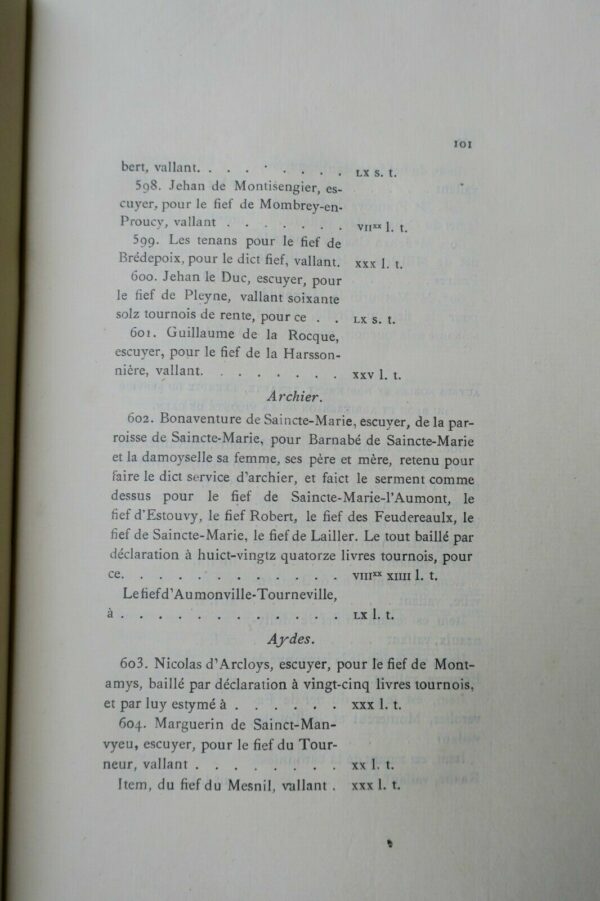 101
bert, vallant. . . . . . . . . LX s. t.
598. Jehan de Montisengier, es-
cuyer, pour le fief de Mombrey-en-
Proucy, vallant . . . . . . . VIIxx l. t.
599. Les tenans pour le fief de
Brédepoix, pour le dict fief, vallant. XXX l. t.
600. Jehan le Duc, escuyer, pour
le fief de Pleyne, vallant soixante
solz tournois de rente, pour ce . . LX s. t.
601. Guillaume de la Rocque,
escuyer, pour le fief de la Harsson-
nière, vallant. . . . . . . . XXV l. t.
Archier.
602. Bonaventure de Saincte-Marie, escuyer, de la par-
roisse de Saincte-Marie, pour Barnabé de Saincte-Marie
et la damoyselle sa femme, ses père et mère, retenu pour
faire le dict service d'archier, et faict le serment comme
dessus pour le fief de Saincte-Marie-l'Aumont, le
fief d'Estouvy, le fief Robert, le fief des Feudereaulx, le
fief de Saincte-Marie, le fief de Lailler. Le tout baillé par
déclaration à huict-vingtz quatorze livres tournois, pour
ce. . . . . . . . . . . . . VIIIxx XIIII l. t.
Le fief d'Aumonville-Tourneville,
à . . . . . . . . . . . . . LX l. t.
Aydes.
603. Nicolas d'Arcloys, escuyer, pour le fief de Mont-
amys, baillé par déclaration à vingt-cinq livres tournois,
et par luy estymé à . . . . . . XXX l. t.
604. Marguerin de Sainct-Man-
vyeu, escuyer, pour le fief du Tour-
neur, vallant . . . . . . . . XX l. t.
Item, du fief du Mesnil, vallant . XXX l. t.